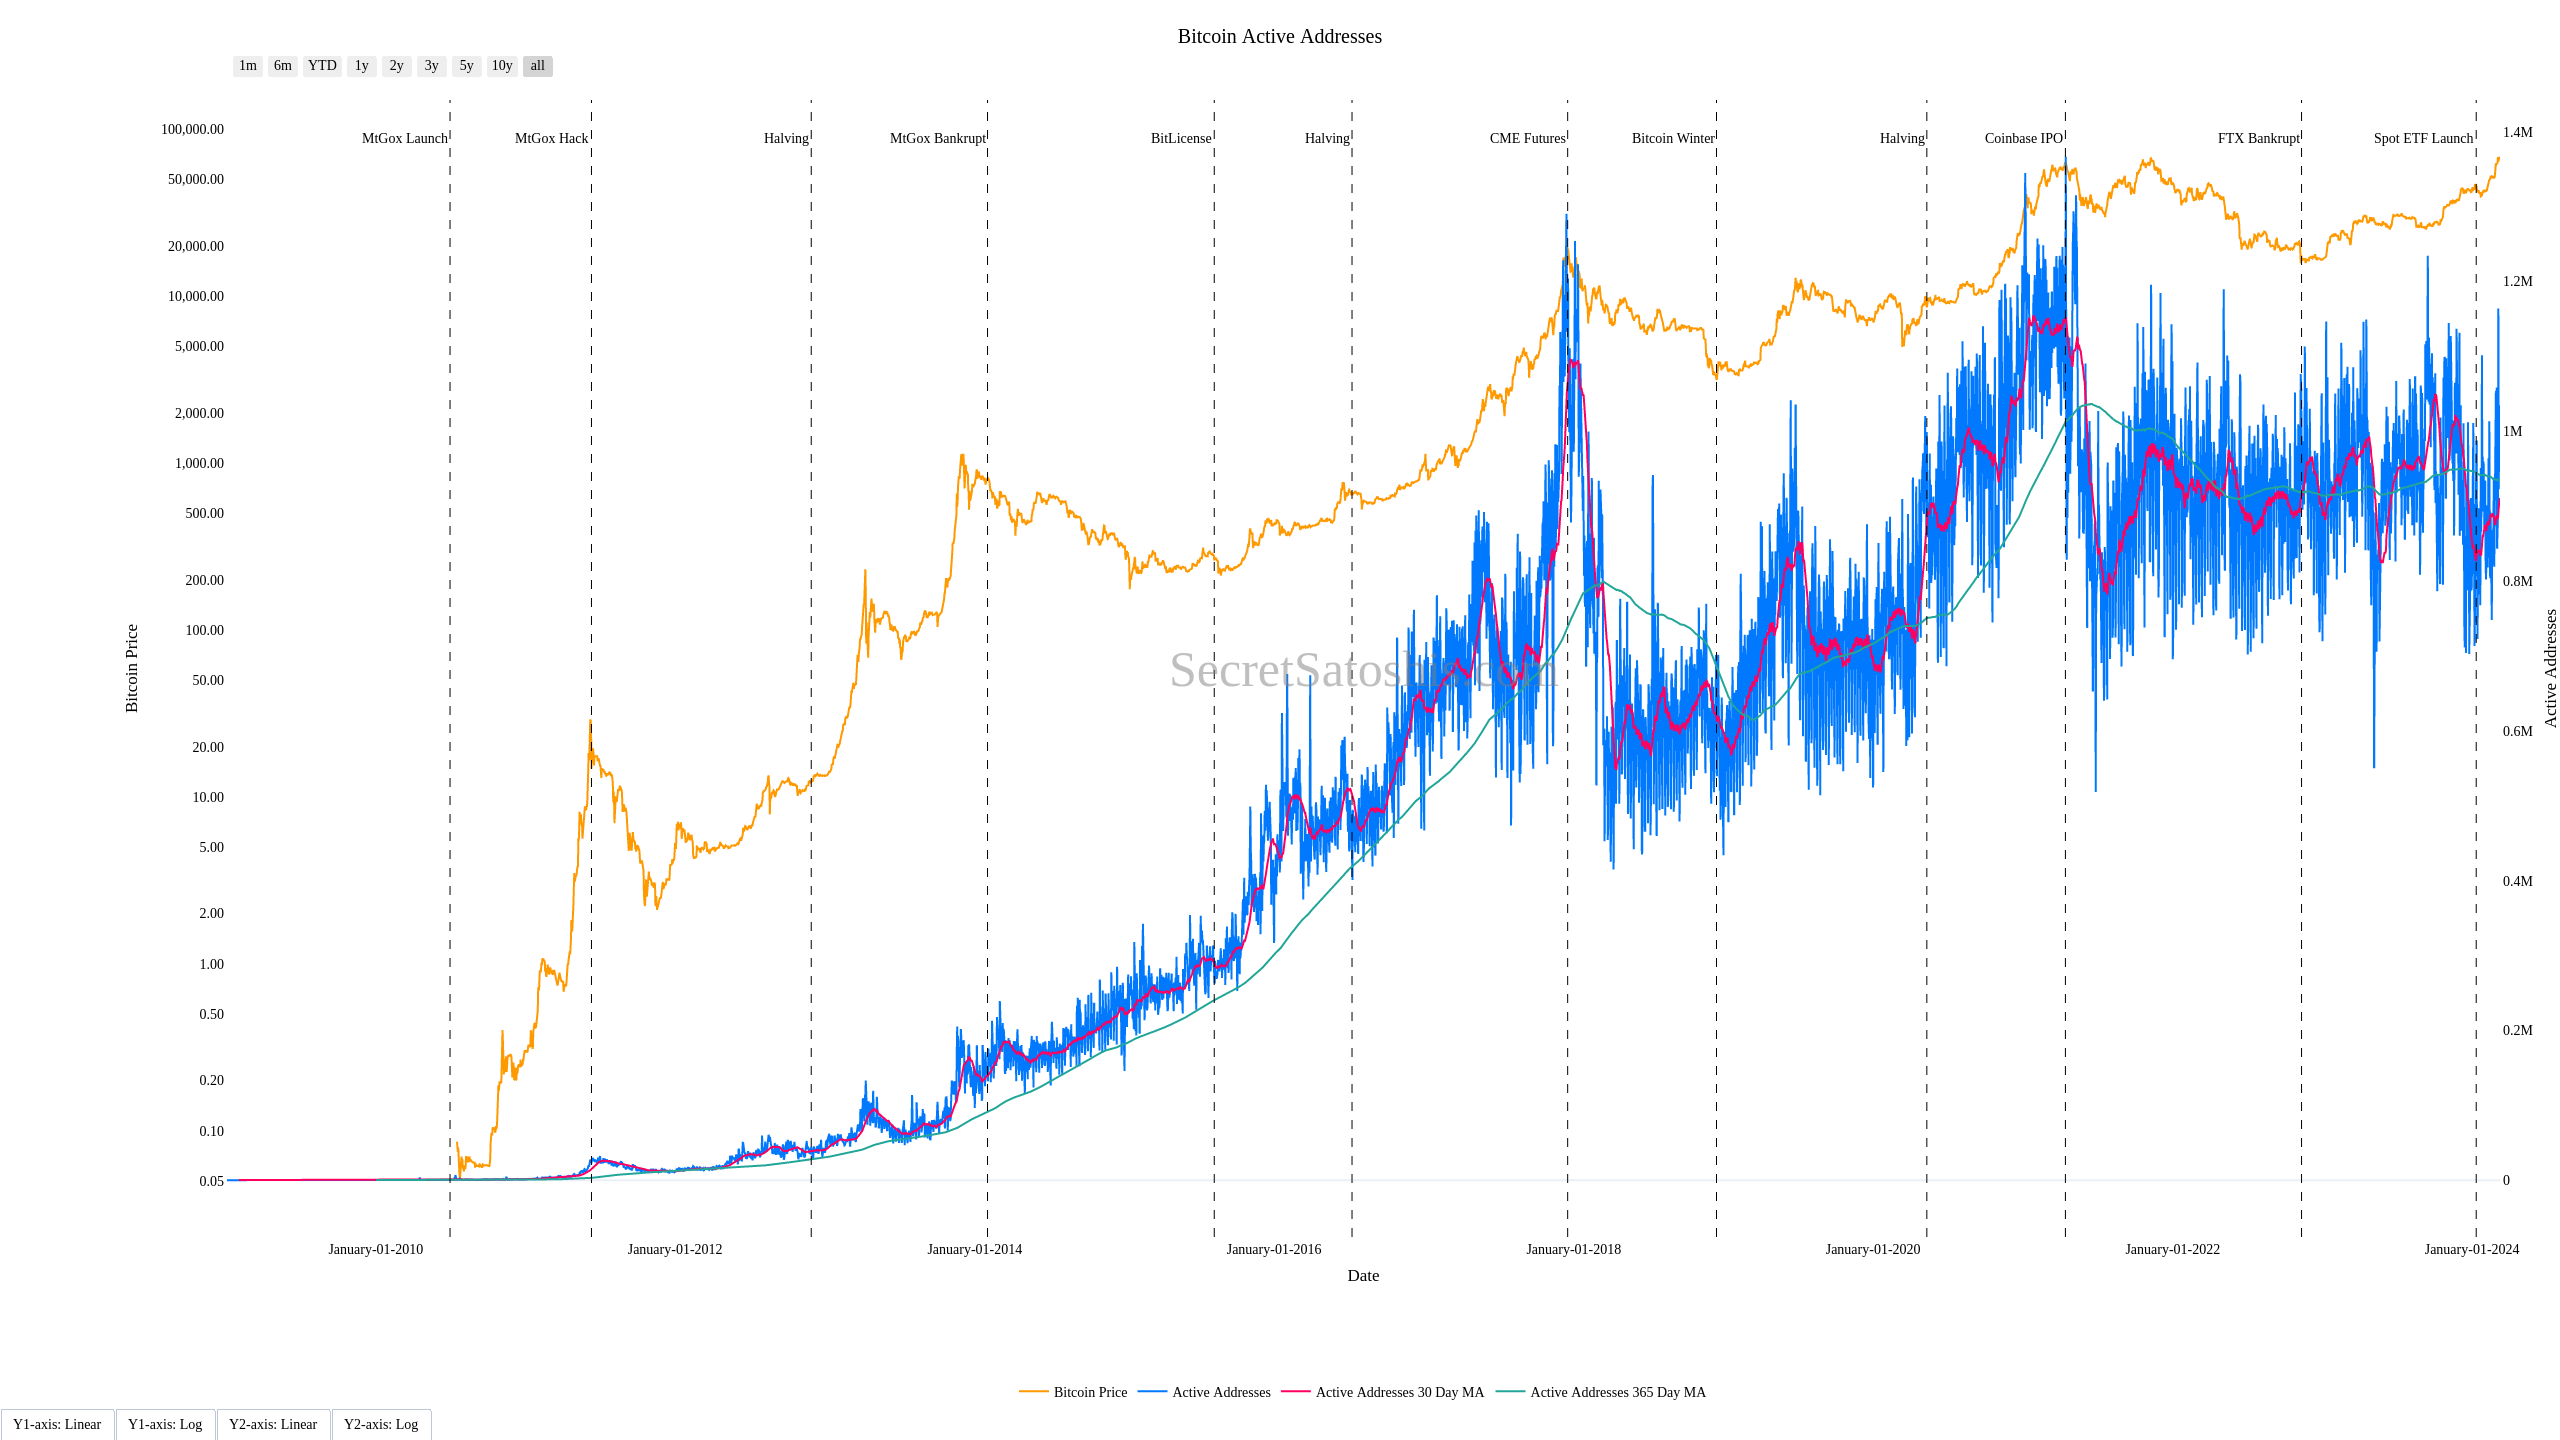 Bitcoin Active Addresses
1m 6m YTD 1y 2y 3y 5y 10y all
MtGox Launch MtGox Hack Halving MtGox Bankrupt BitLicense Halving CME Futures Bitcoin Winter Halving Coinbase IPO FTX Bankrupt Spot ETF Launch
100,000.00
50,000.00
20,000.00
10,000.00
5,000.00
2,000.00
1,000.00
500.00
200.00
100.00
50.00
20.00
10.00
5.00
2.00
1.00
0.50
0.20
0.10
0.05
Bitcoin Price
SecretSatoshis.com
1.4M
1.2M
1M
0.8M
0.6M
0.4M
0.2M
0
Active Addresses
January-01-2010 January-01-2012 January-01-2014 January-01-2016 January-01-2018 January-01-2020 January-01-2022 January-01-2024
Date
Bitcoin Price Active Addresses Active Addresses 30 Day MA Active Addresses 365 Day MA
Y1-axis: Linear Y1-axis: Log Y2-axis: Linear Y2-axis: Log